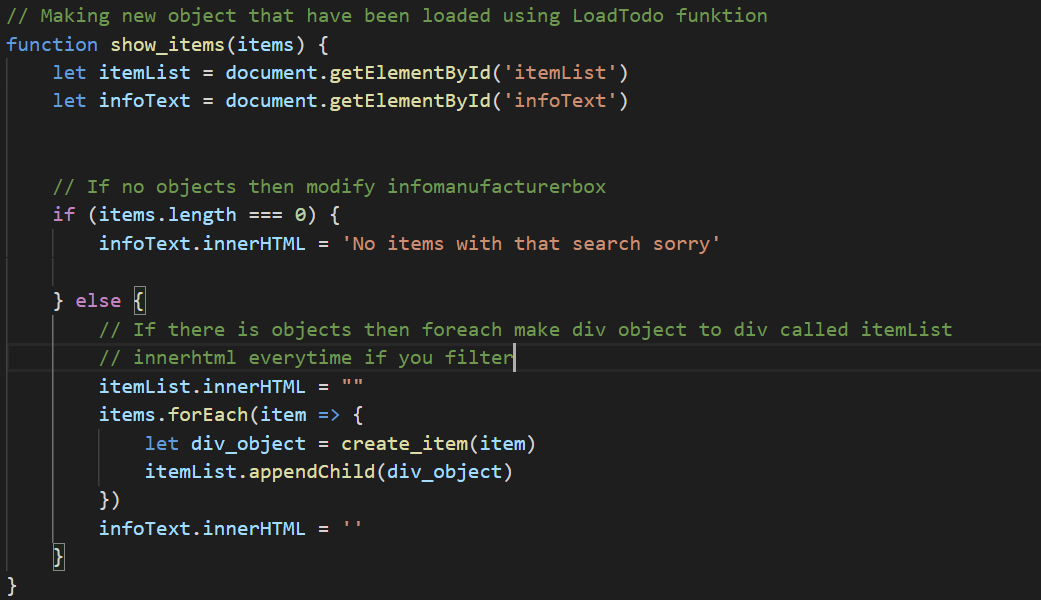 // Making new object that have been loaded using LoadTodo funktion
function show_items(items) {
    let itemList = document.getElementById('itemList')
    let infoText = document.getElementById('infoText')
    // If no objects then modify infomanufacturerbox
    if (items.length === 0) {
        infoText.innerHTML = 'No items with that search sorry'
    } else {
        // If there is objects then foreach make div object to div called itemList
        // innerhtml everytime if you filter
        itemList.innerHTML = ""
        items.forEach(item => {
            let div_object = create_item(item)
            itemList.appendChild(div_object)
        })
        infoText.innerHTML = ''
    }
}